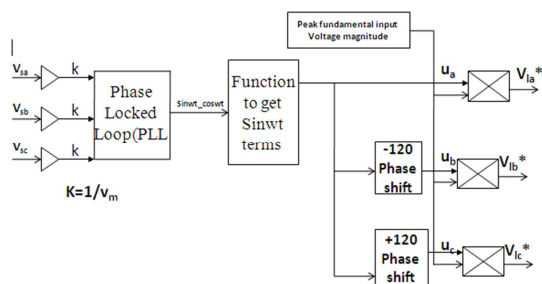 Peak fundamental input
Voltage magnitude
v_sa
k
v_sb
k
v_sc
k
K=1/v_m
Phase
Locked
Loop(PLL
Sinwt_coswt
Function
to get
Sinwt
terms
u_a
V_la*
-120
Phase
shift
u_b
V_lb*
+120
Phase
shift
u_c
V_lc*